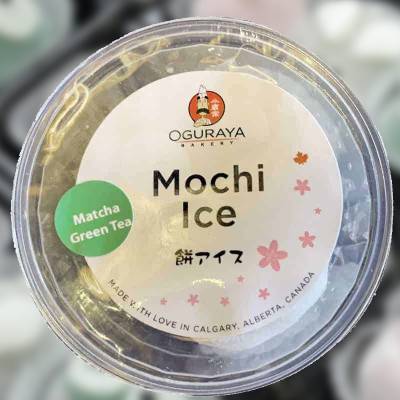 OGURAYA
BAKERY
Mochi
Ice
Matcha
Green Tea
餅アイス
MADE WITH LOVE IN CALGARY, ALBERTA, CANADA